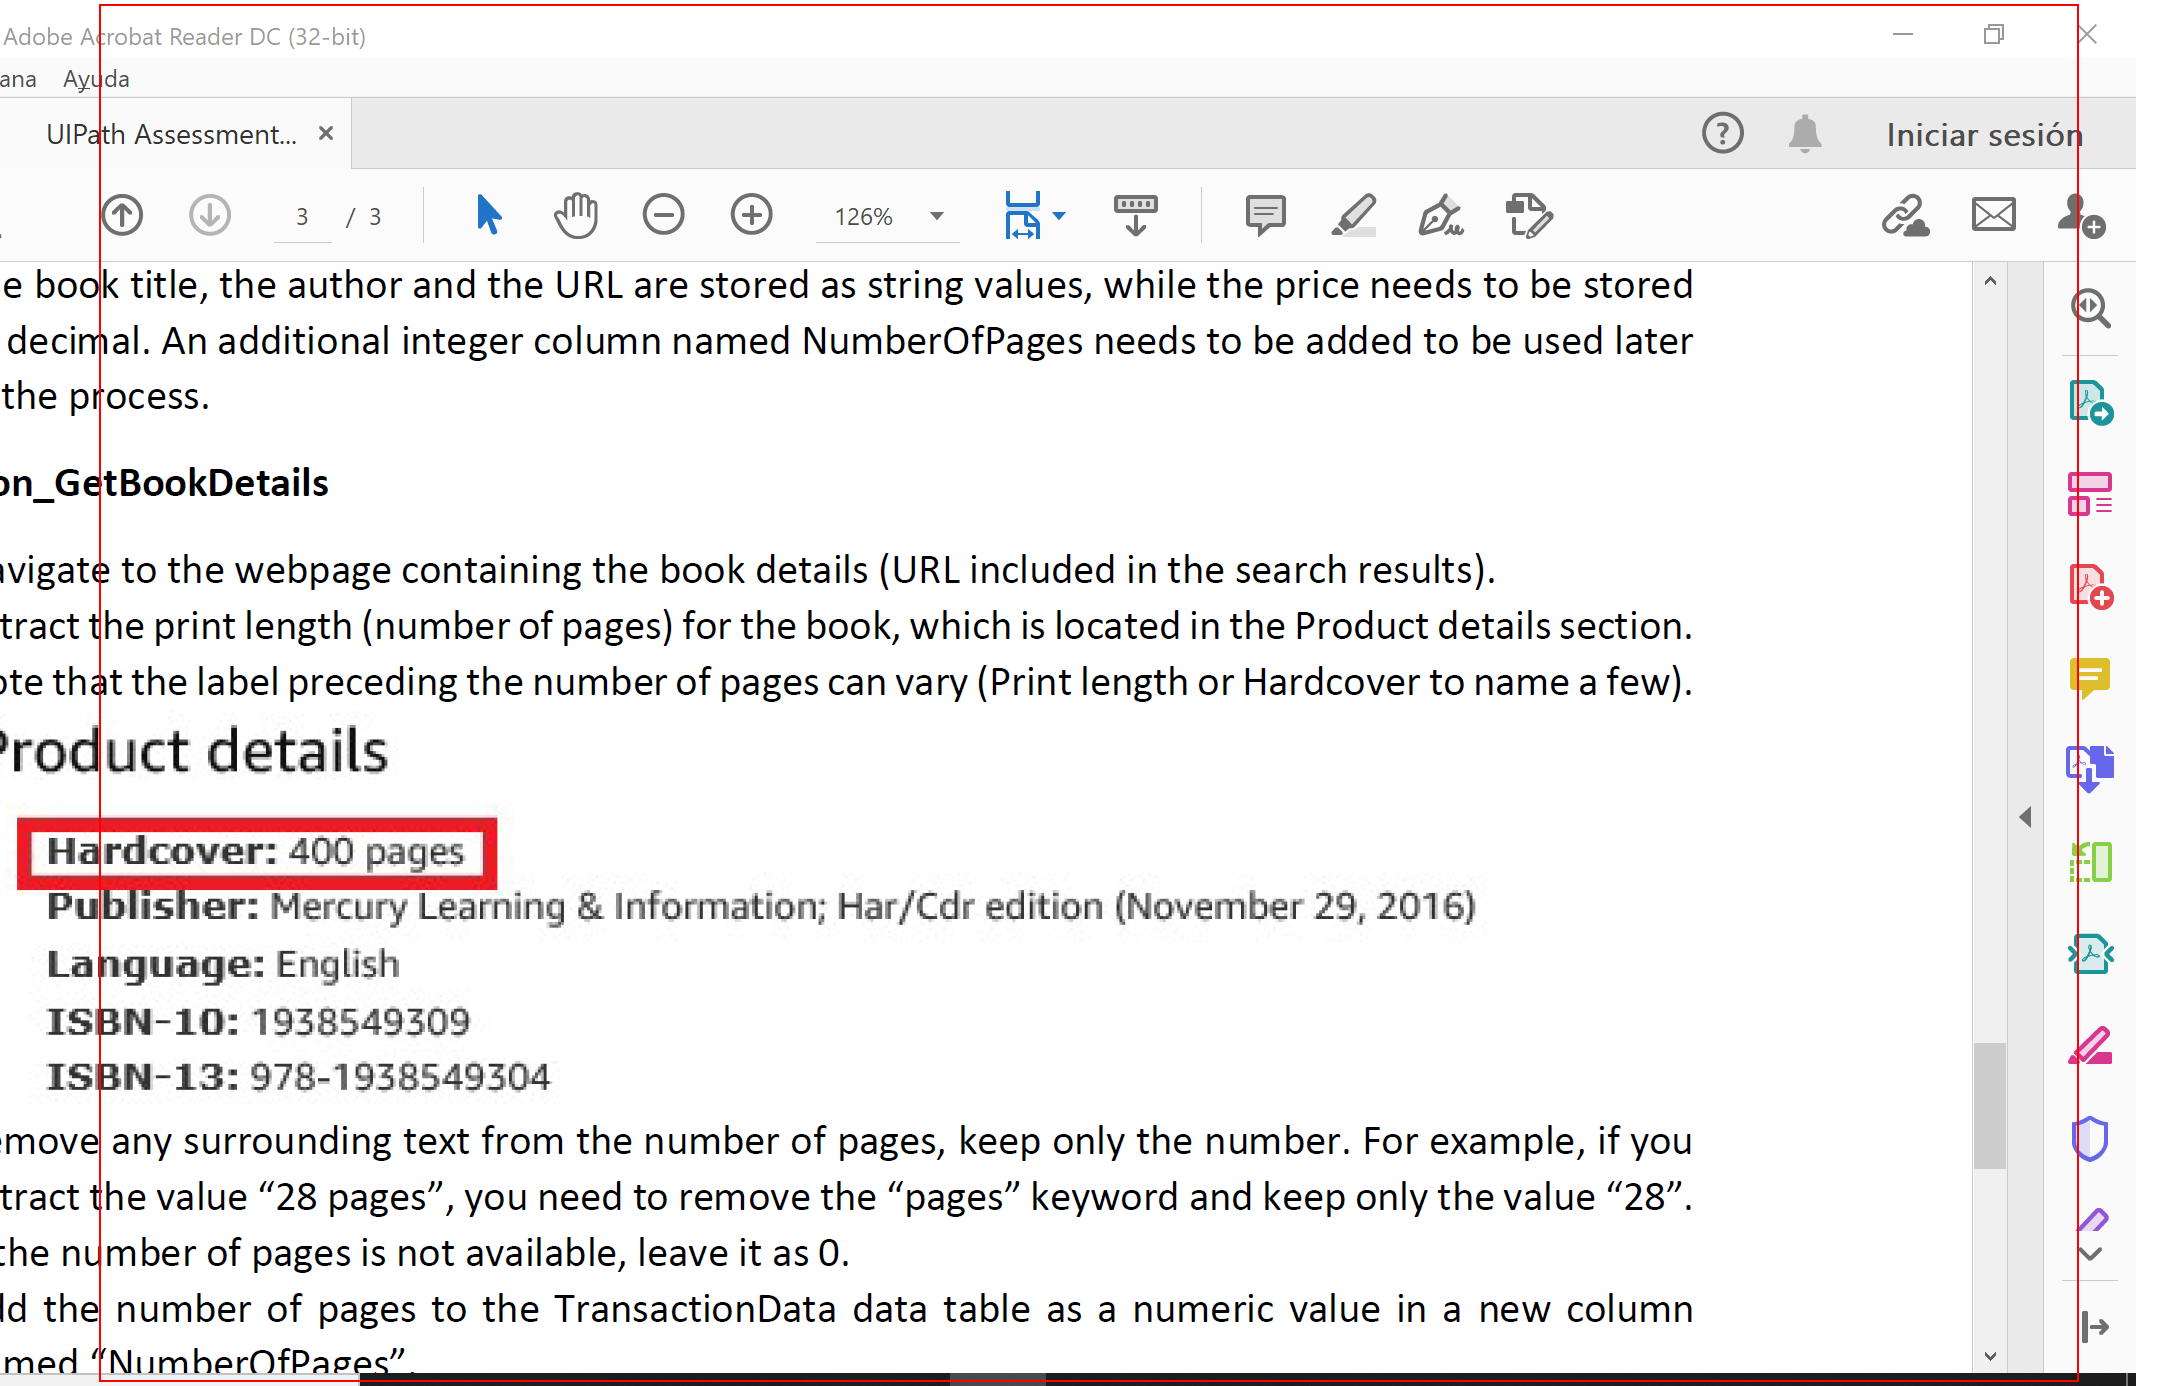 Adobe Acrobat Reader DC (32-bit)
ana Ayuda
UIPath Assessment...
Iniciar sesión
3 / 3 126%
e book title, the author and the URL are stored as string values, while the price needs to be stored
decimal. An additional integer column named NumberOfPages needs to be added to be used later
the process.
on_GetBookDetails
avigate to the webpage containing the book details (URL included in the search results).
tract the print length (number of pages) for the book, which is located in the Product details section.
ote that the label preceding the number of pages can vary (Print length or Hardcover to name a few).
Product details
Hardcover: 400 pages
Publisher: Mercury Learning & Information; Har/Cdr edition (November 29, 2016)
Language: English
ISBN-10: 1938549309
ISBN-13: 978-1938549304
emove any surrounding text from the number of pages, keep only the number. For example, if you
tract the value “28 pages”, you need to remove the “pages” keyword and keep only the value “28”.
the number of pages is not available, leave it as 0.
dd the number of pages to the TransactionData data table as a numeric value in a new column
med “NumberOfPages”.